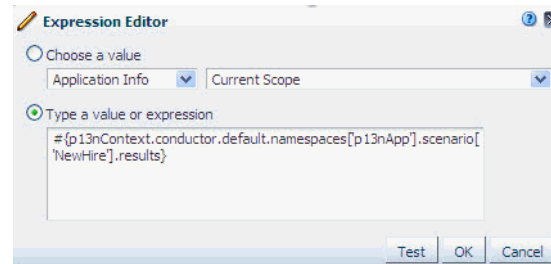 Expression Editor
Choose a value
Application Info Current Scope
Type a value or expression
#{p13nContext.conductor.default.namespaces['p13nApp'].scenario[
'NewHire'].results}
Test OK Cancel